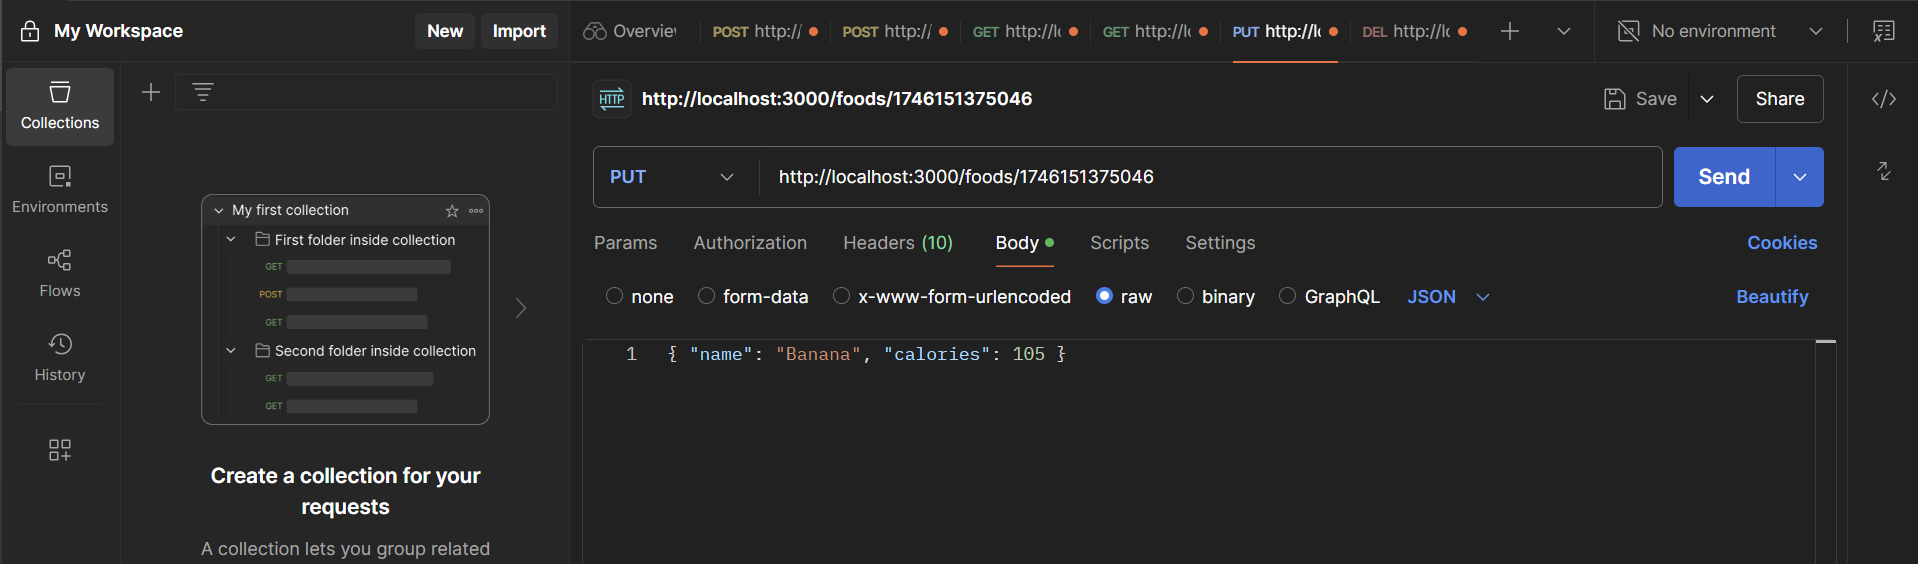 My Workspace
New
Import
Overvie
POST http:/
POST http:/
GET http://l
GET http://l
PUT http://l
DEL http://l
No environment
Collections
Environments
Flows
History
My first collection
First folder inside collection
GET
POST
GET
Second folder inside collection
GET
GET
Create a collection for your
requests
A collection lets you group related
HTTP
http://localhost:3000/foods/1746151375046
Save
Share
PUT
http://localhost:3000/foods/1746151375046
Send
Params
Authorization
Headers (10)
Body
Scripts
Settings
Cookies
none
form-data
x-www-form-urlencoded
raw
binary
GraphQL
JSON
Beautify
1 { "name": "Banana", "calories": 105 }